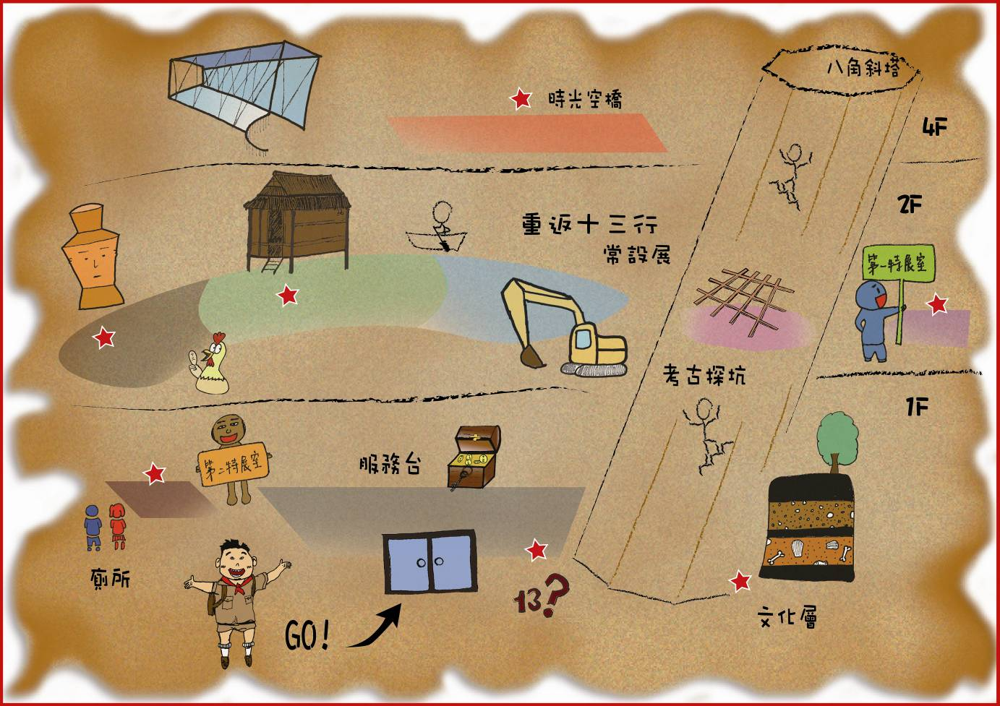 八角斜塔
時光空橋
4F
2F
重返十三行
常設展
第一特展室
考古探坑
1F
服務台
第二特展室
廁所
13?
GO!
文化層